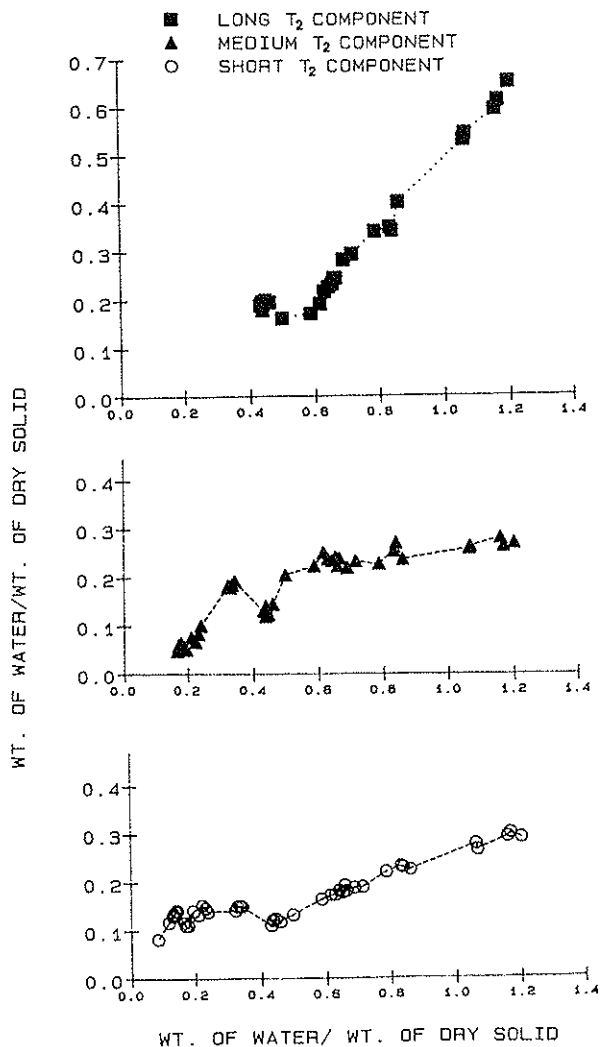 LONG T₂ COMPONENT
MEDIUM T₂ COMPONENT
SHORT T₂ COMPONENT
0.7
0.6
0.5
0.4
0.3
0.2
0.1
0.0
0.0 0.2 0.4 0.6 0.8 1.0 1.2 1.4
WT. OF WATER/WT. OF DRY SOLID
0.4
0.3
0.2
0.1
0.0
0.0 0.2 0.4 0.6 0.8 1.0 1.2 1.4
0.4
0.3
0.2
0.1
0.0
0.0 0.2 0.4 0.6 0.8 1.0 1.2 1.4
WT. OF WATER/ WT. OF DRY SOLID